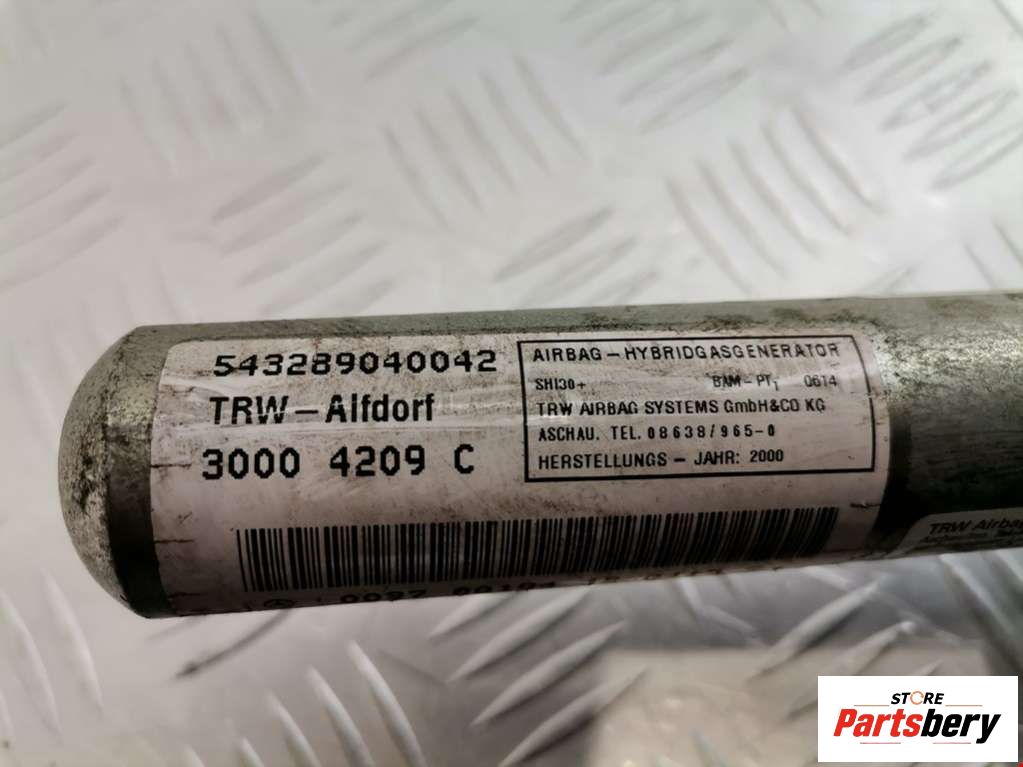 543289040042
TRW-Alfdorf
3000 4209 C
AIRBAG-HYBRIDGASGENERATOR
SHI30+ BAM-PT1 0614
TRW AIRBAG SYSTEMS GmbH&CO KG
ASCHAU. TEL. 08638/965-0
HERSTELLUNGS-JAHR: 2000
TRW Airbag
STORE
Partsbery